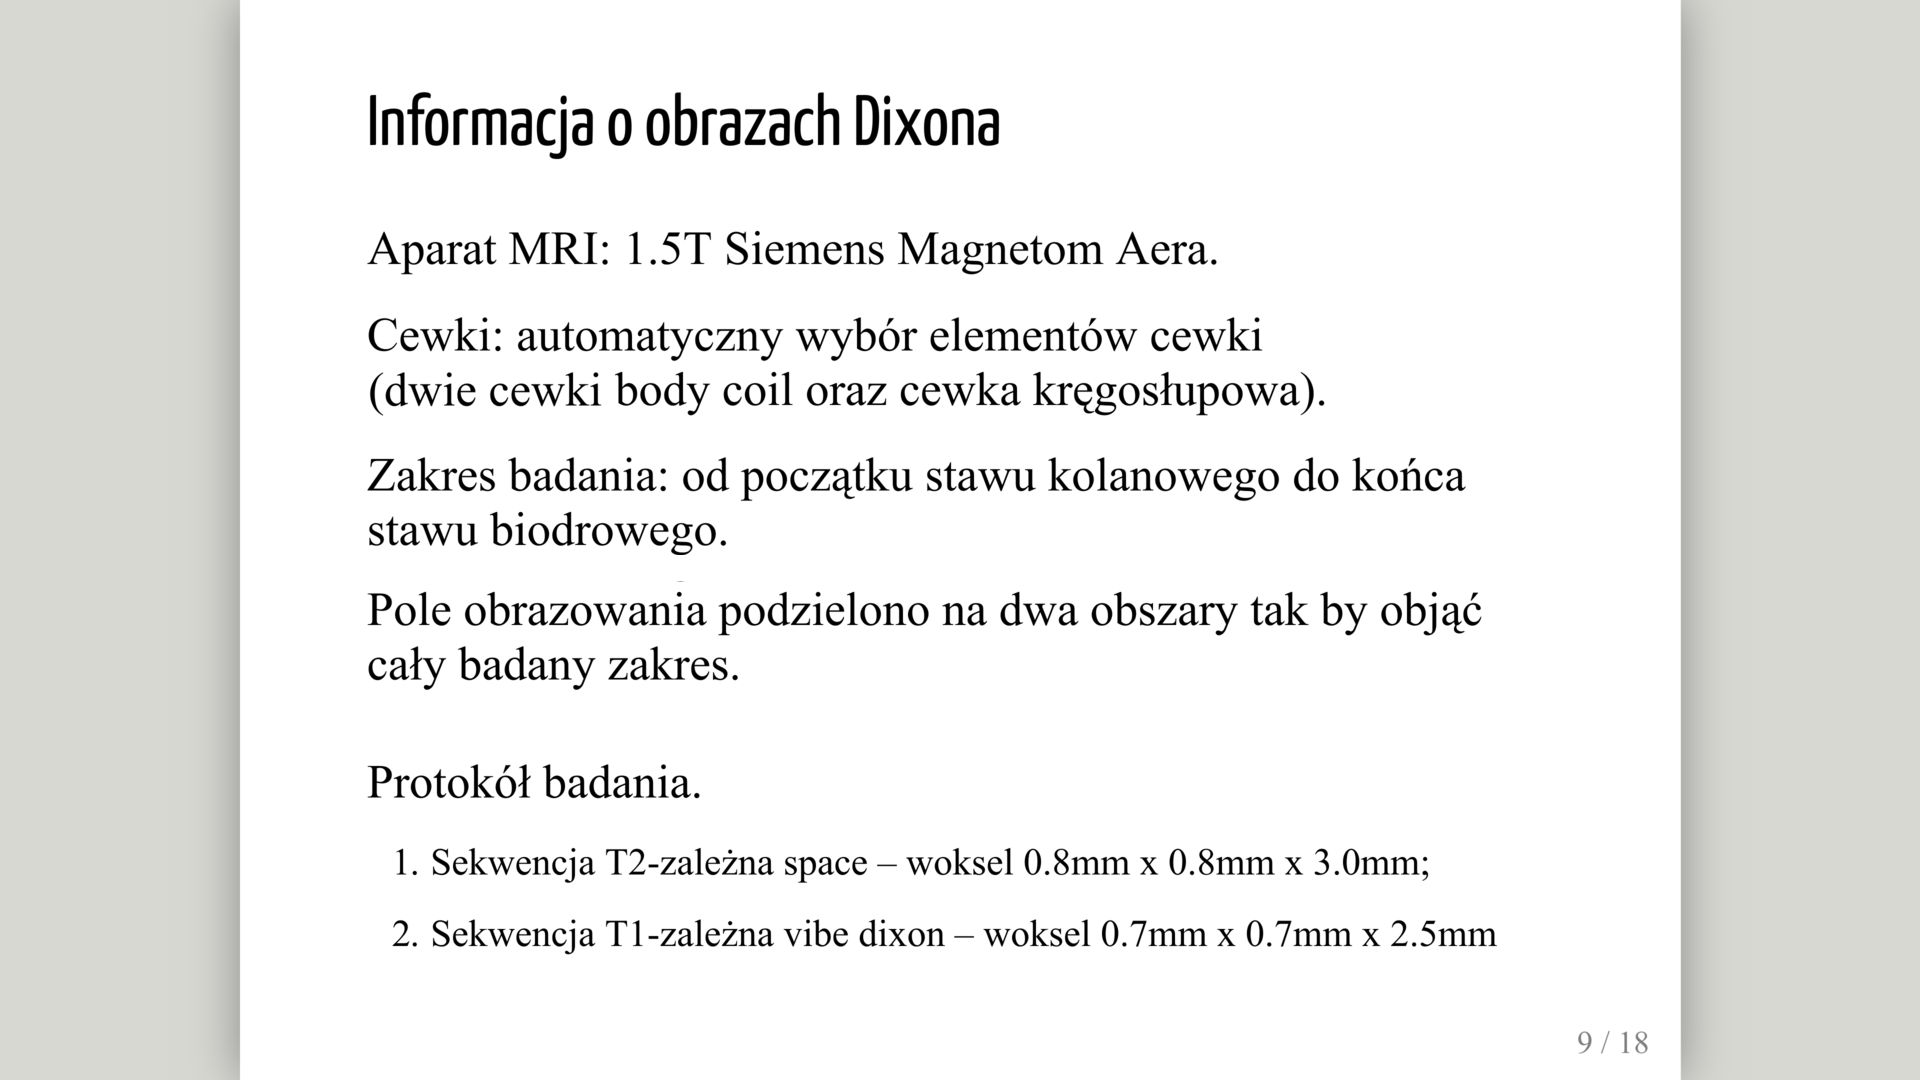 Informacja o obrazach Dixona
Aparat MRI: 1.5T Siemens Magnetom Aera.
Cewki: automatyczny wybór elementów cewki
(dwie cewki body coil oraz cewka kręgosłupowa).
Zakres badania: od początku stawu kolanowego do końca
stawu biodrowego.
Pole obrazowania podzielono na dwa obszary tak by objąć
cały badany zakres.
Protokół badania.
1. Sekwencja T2-zależna space – woksel 0.8mm x 0.8mm x 3.0mm;
2. Sekwencja T1-zależna vibe dixon – woksel 0.7mm x 0.7mm x 2.5mm
9 / 18